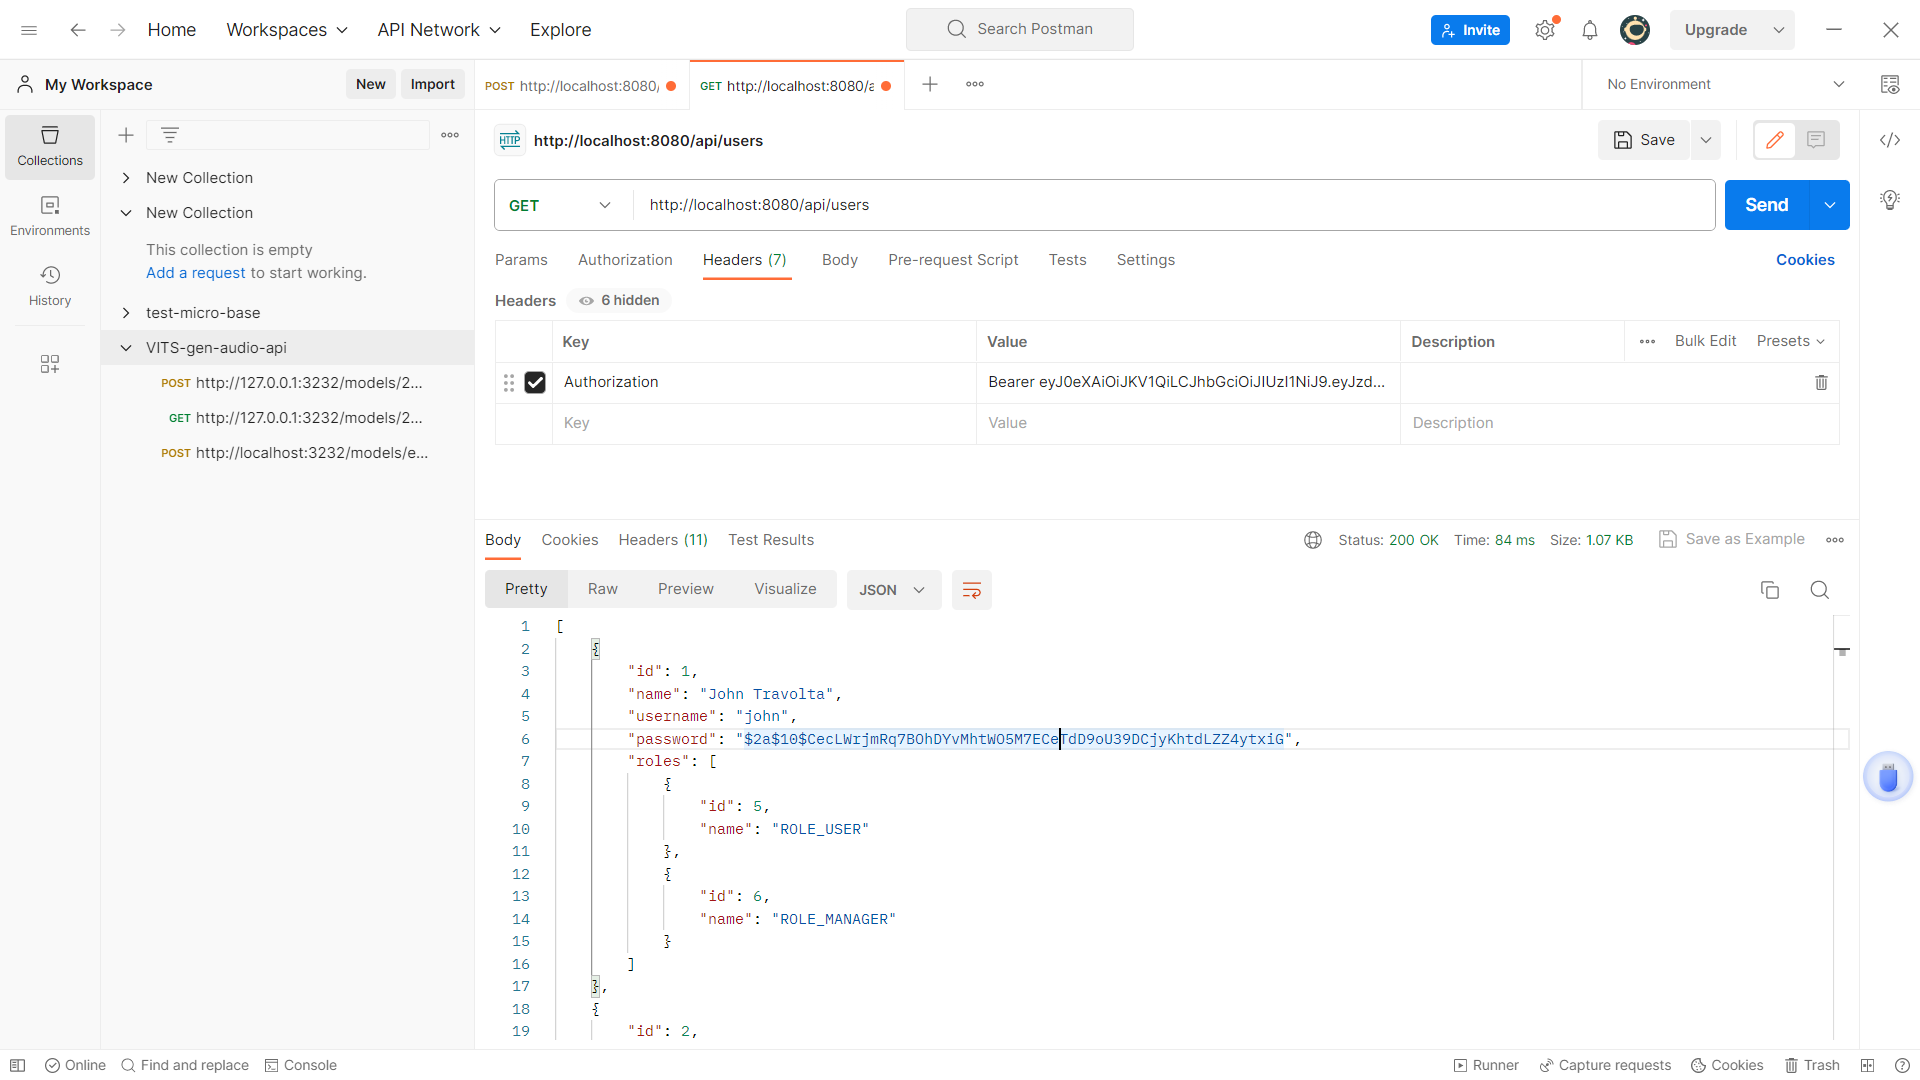 Home Workspaces API Network Explore Search Postman Invite Upgrade
My Workspace New Import POST http://localhost:8080/ GET http://localhost:8080/a No Environment
Collections
Environments
History
New Collection
New Collection
This collection is empty
Add a request to start working.
test-micro-base
VITS-gen-audio-api
POST http://127.0.0.1:3232/models/2...
GET http://127.0.0.1:3232/models/2...
POST http://localhost:3232/models/e...
HTTP http://localhost:8080/api/users Save
GET http://localhost:8080/api/users Send
Params Authorization Headers (7) Body Pre-request Script Tests Settings Cookies
Headers 6 hidden
Key Value Description Bulk Edit Presets
Authorization Bearer eyJ0eXAiOiJKV1QiLCJhbGciOiJIUzI1NiJ9.eyJzd...
Key Value Description
Body Cookies Headers (11) Test Results Status: 200 OK Time: 84 ms Size: 1.07 KB Save as Example
Pretty Raw Preview Visualize JSON
1 [
2 {
3 "id": 1,
4 "name": "John Travolta",
5 "username": "john",
6 "password": "$2a$10$CecLWrjmRq7BOhDYvMhtWO5M7ECeTdD9oU39DCjyKhtdLZZ4ytxiG",
7 "roles": [
8 {
9 "id": 5,
10 "name": "ROLE_USER"
11 },
12 {
13 "id": 6,
14 "name": "ROLE_MANAGER"
15 }
16 ]
17 },
18 {
19 "id": 2,
Online Find and replace Console Runner Capture requests Cookies Trash